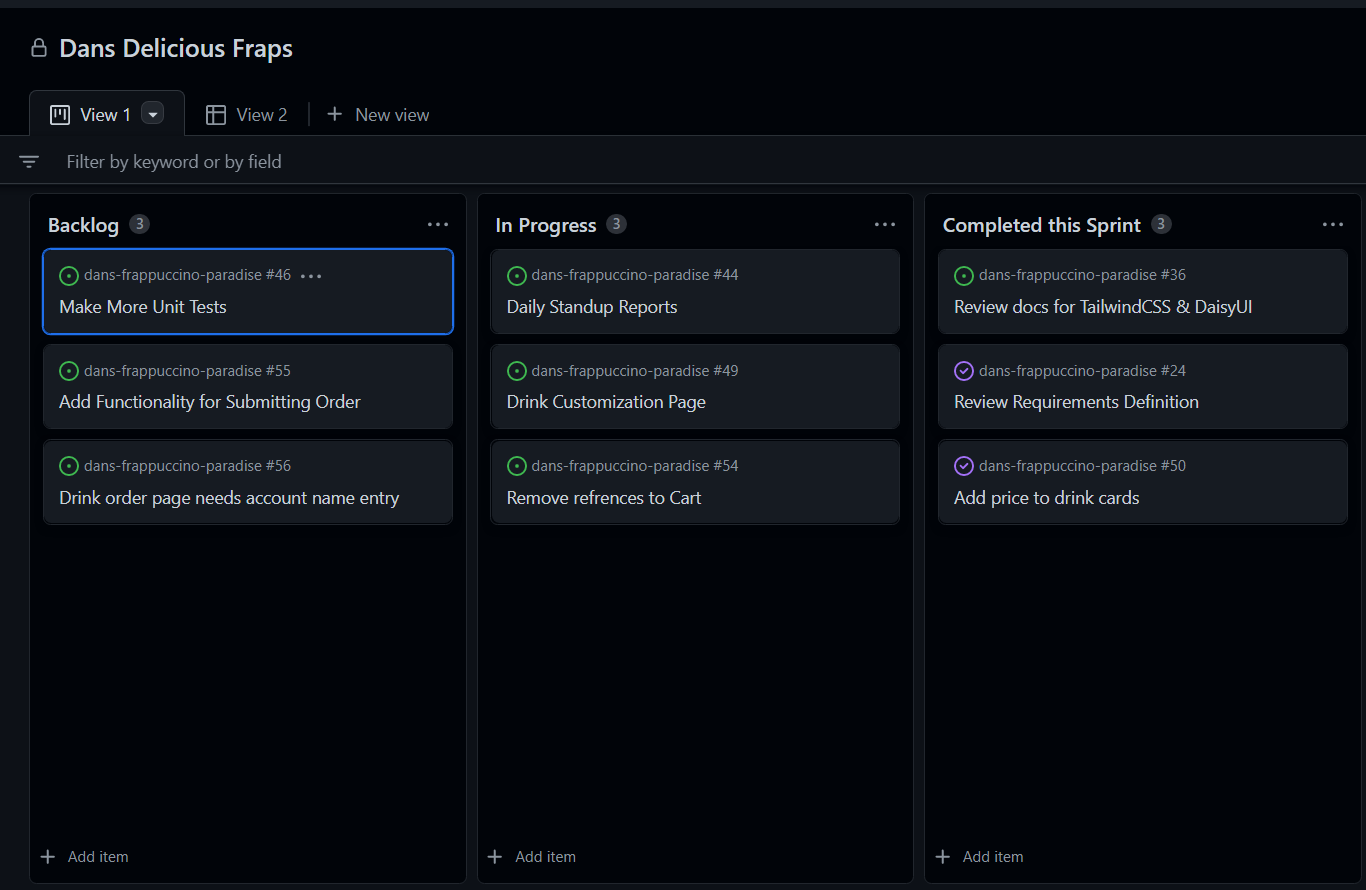 Dans Delicious Fraps
View 1
View 2
New view
Filter by keyword or by field
Backlog 3
dans-frappuccino-paradise #46
Make More Unit Tests
dans-frappuccino-paradise #55
Add Functionality for Submitting Order
dans-frappuccino-paradise #56
Drink order page needs account name entry
Add item
In Progress 3
dans-frappuccino-paradise #44
Daily Standup Reports
dans-frappuccino-paradise #49
Drink Customization Page
dans-frappuccino-paradise #54
Remove refrences to Cart
Add item
Completed this Sprint 3
dans-frappuccino-paradise #36
Review docs for TailwindCSS & DaisyUI
dans-frappuccino-paradise #24
Review Requirements Definition
dans-frappuccino-paradise #50
Add price to drink cards
Add item